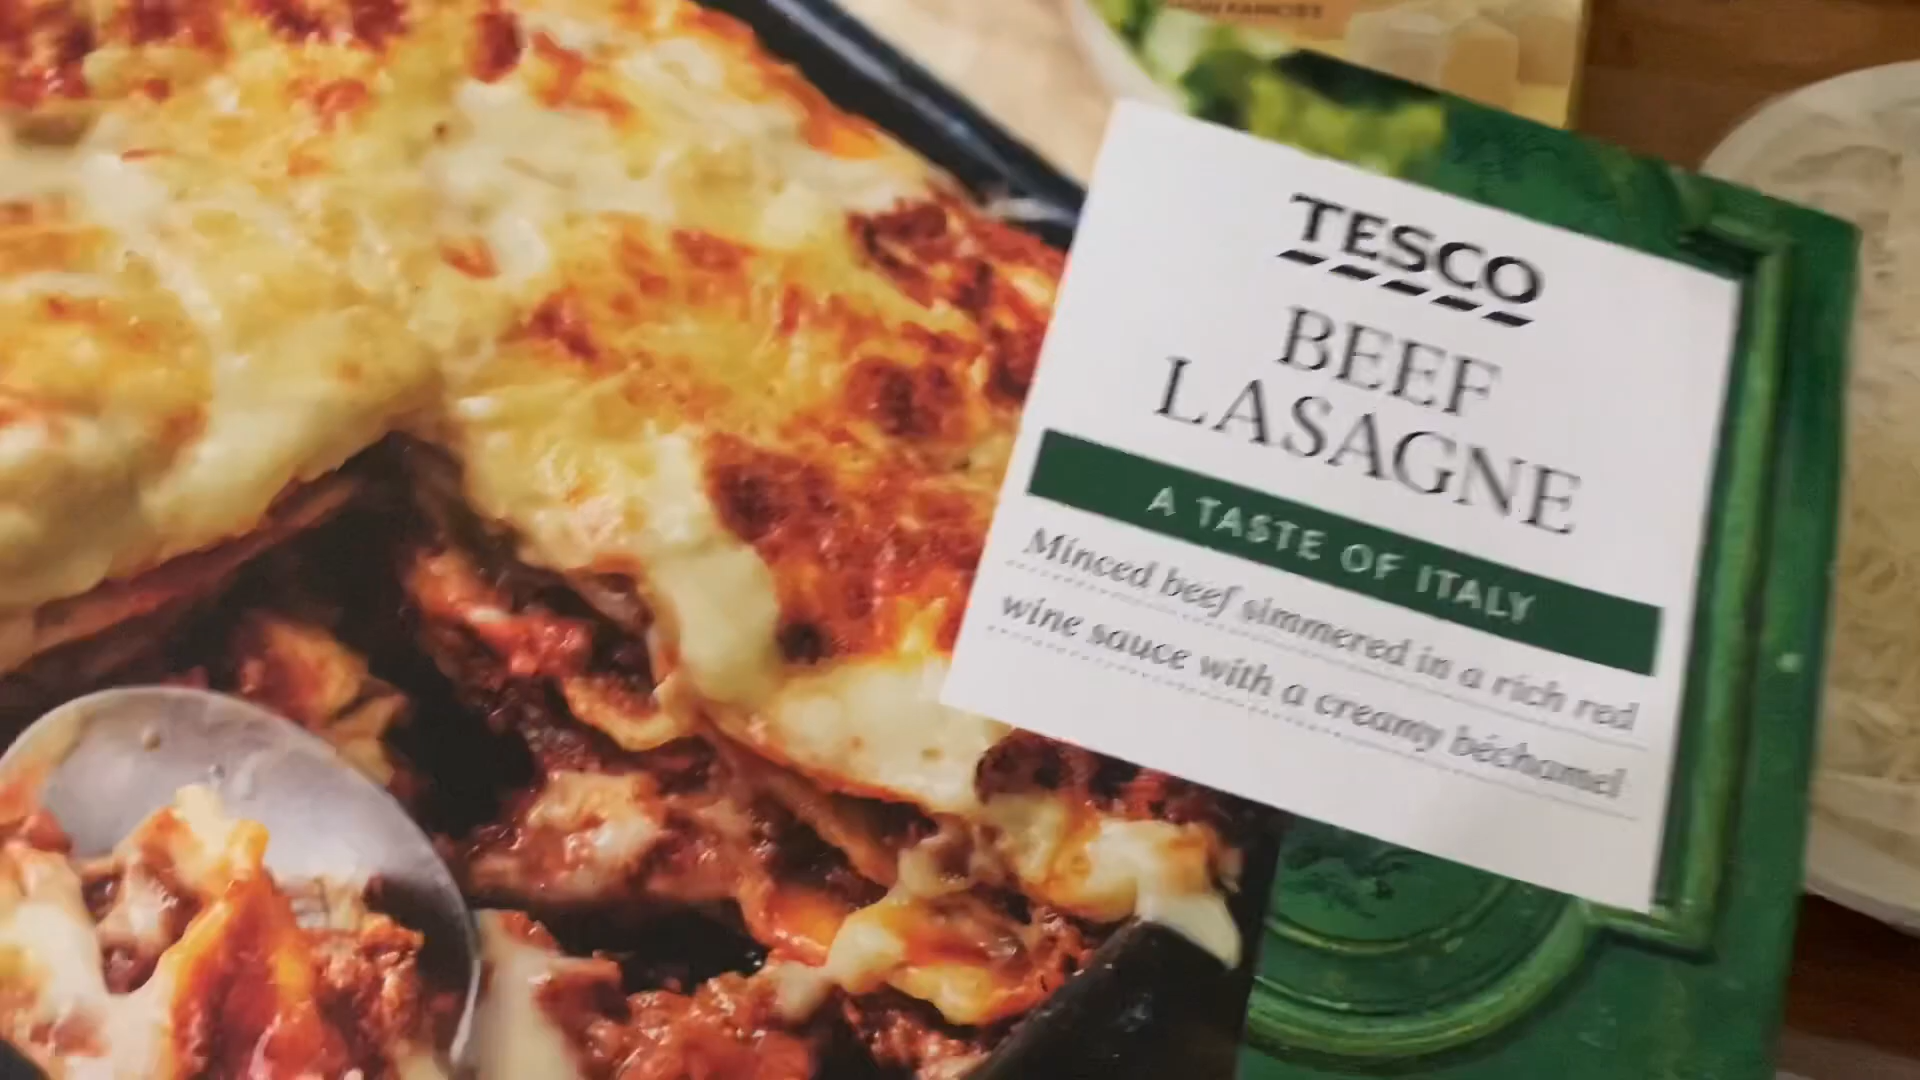 TESCO
BEEF
LASAGNE
A TASTE OF ITALY
Minced beef simmered in a rich red
wine sauce with a creamy béchamel